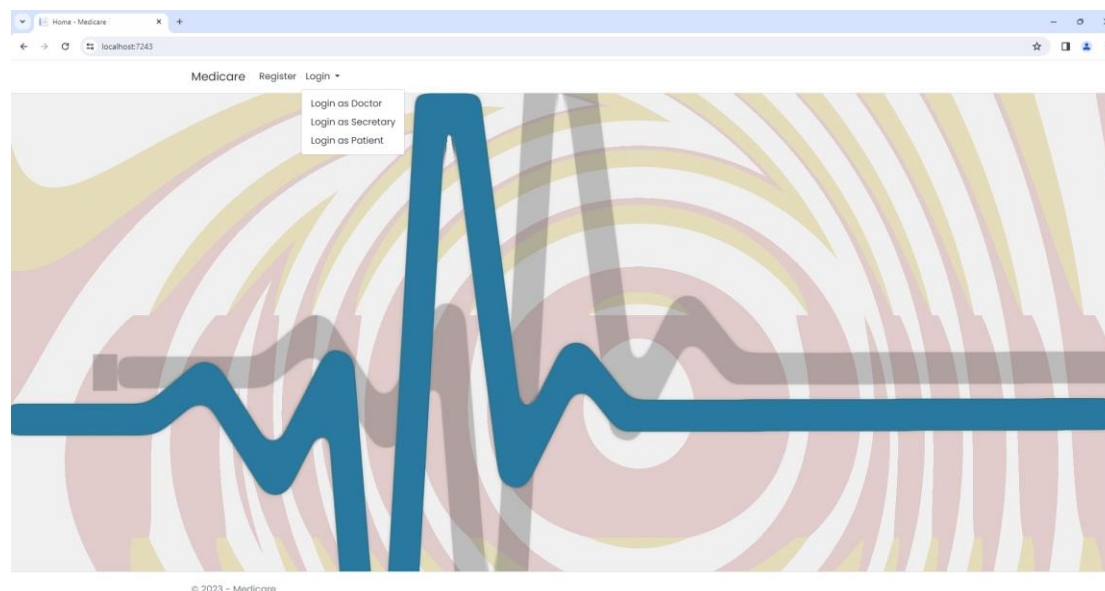 Home - Medicare
localhost:7243
Medicare Register Login
Login as Doctor
Login as Secretary
Login as Patient
© 2023 - Medicare